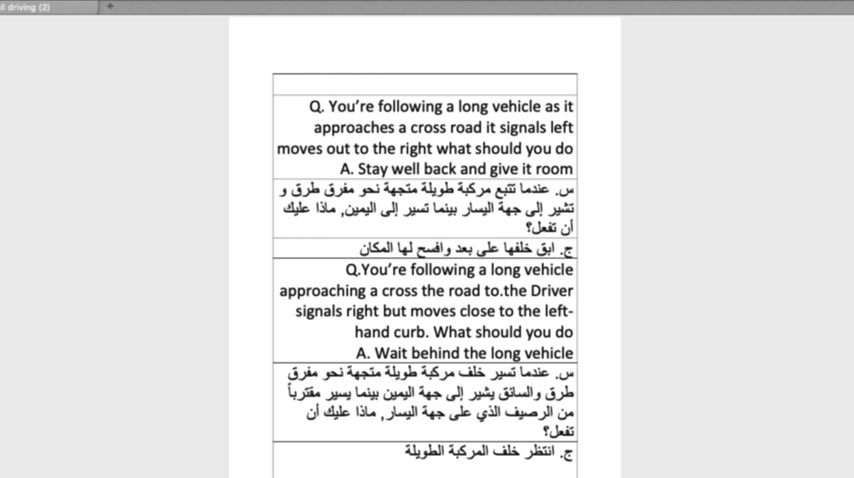 ll driving (2)
Q. You're following a long vehicle as it
approaches a cross road it signals left
moves out to the right what should you do
A. Stay well back and give it room
س. عندما تتبع مركبة طويلة متجهة نحو مفرق طرق و
تشير إلى جهة اليسار بينما تسير إلى اليمين, ماذا عليك
أن تفعل؟
ج. ابق خلفها على بعد وافسح لها المكان
Q.You're following a long vehicle
approaching a cross the road to.the Driver
signals right but moves close to the left-
hand curb. What should you do
A. Wait behind the long vehicle
س. عندما تسير خلف مركبة طويلة متجهة نحو مفرق
طرق والسائق يشير إلى جهة اليمين بينما يسير مقترباً
من الرصيف الذي على جهة اليسار, ماذا عليك أن
تفعل؟
ج. انتظر خلف المركبة الطويلة